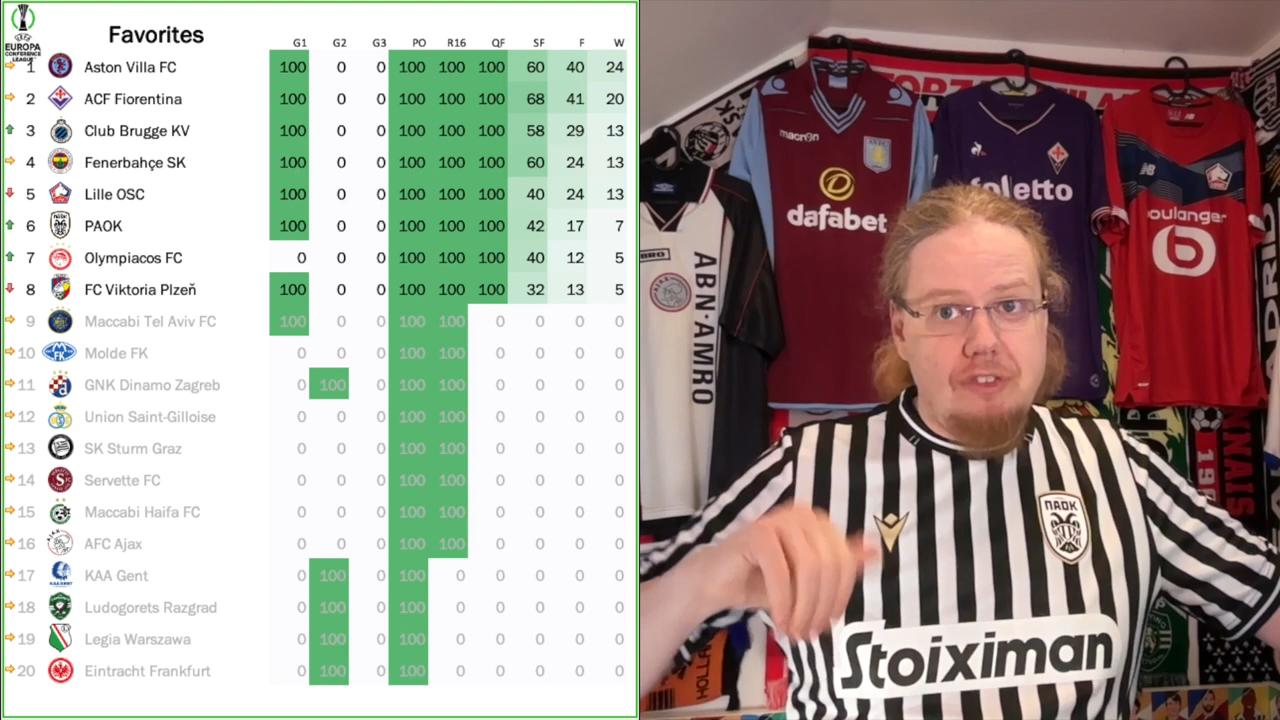 UEFA
EUROPA
CONFERENCE
LEAGUE
Favorites
G1 G2 G3 PO R16 QF SF F W
1 Aston Villa FC 100 0 0 100 100 100 60 40 24
2 ACF Fiorentina 100 0 0 100 100 100 68 41 20
3 Club Brugge KV 100 0 0 100 100 100 58 29 13
4 Fenerbahçe SK 100 0 0 100 100 100 60 24 13
5 Lille OSC 100 0 0 100 100 100 40 24 13
6 PAOK 100 0 0 100 100 100 42 17 7
7 Olympiacos FC 0 0 0 100 100 100 40 12 5
8 FC Viktoria Plzeň 100 0 0 100 100 100 32 13 5
9 Maccabi Tel Aviv FC 100 0 0 100 100 0 0 0 0
10 Molde FK 0 0 0 100 100 0 0 0 0
11 GNK Dinamo Zagreb 0 100 0 100 100 0 0 0 0
12 Union Saint-Gilloise 0 0 0 100 100 0 0 0 0
13 SK Sturm Graz 0 0 0 100 100 0 0 0 0
14 Servette FC 0 0 0 100 100 0 0 0 0
15 Maccabi Haifa FC 0 0 0 100 100 0 0 0 0
16 AFC Ajax 0 0 0 100 100 0 0 0 0
17 KAA Gent 0 100 0 100 0 0 0 0 0
18 Ludogorets Razgrad 0 100 0 100 0 0 0 0 0
19 Legia Warszawa 0 100 0 100 0 0 0 0 0
20 Eintracht Frankfurt 0 100 0 100 0 0 0 0 0
macron
AVFC
dafabet
foletto
NB
boulanger
b
UMBRO
AJAX
ABN·AMRO
ΠΑΟΚ
Stoiximan